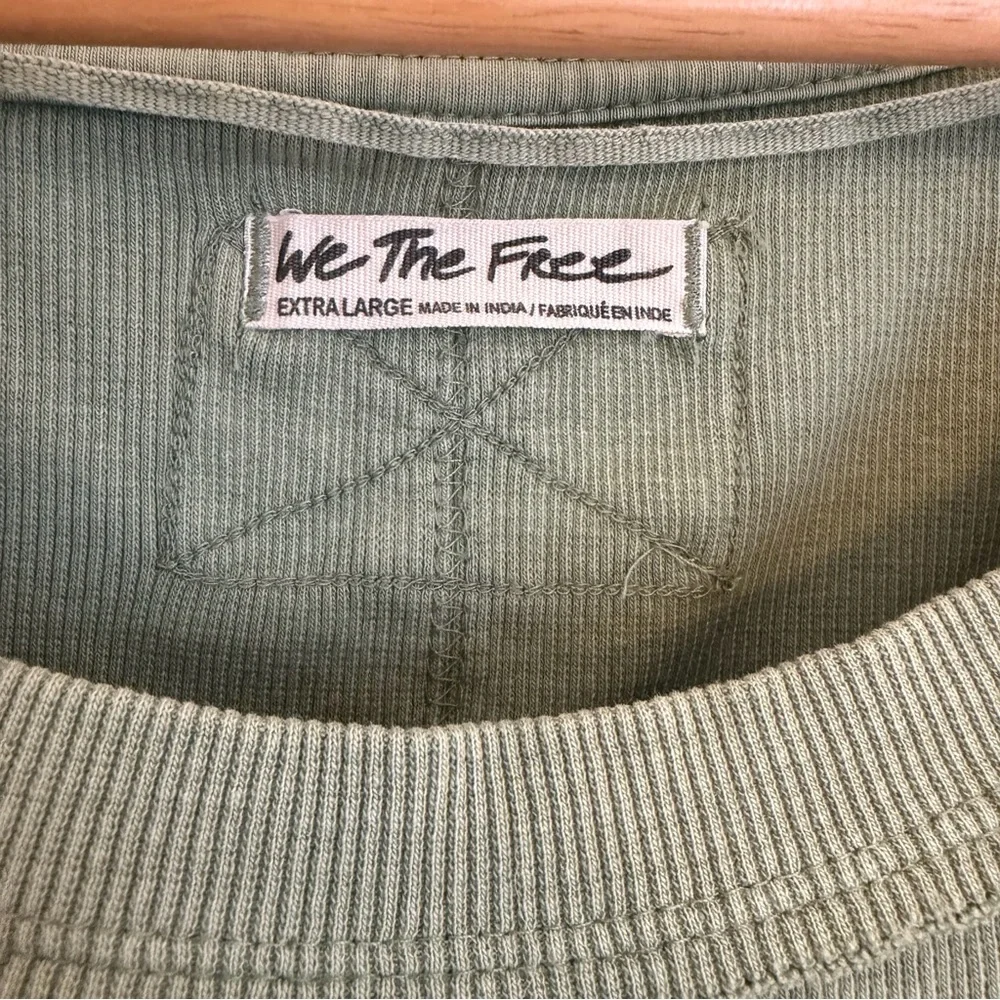 We The Free
EXTRA LARGE MADE IN INDIA / FABRIQUÉ EN INDE